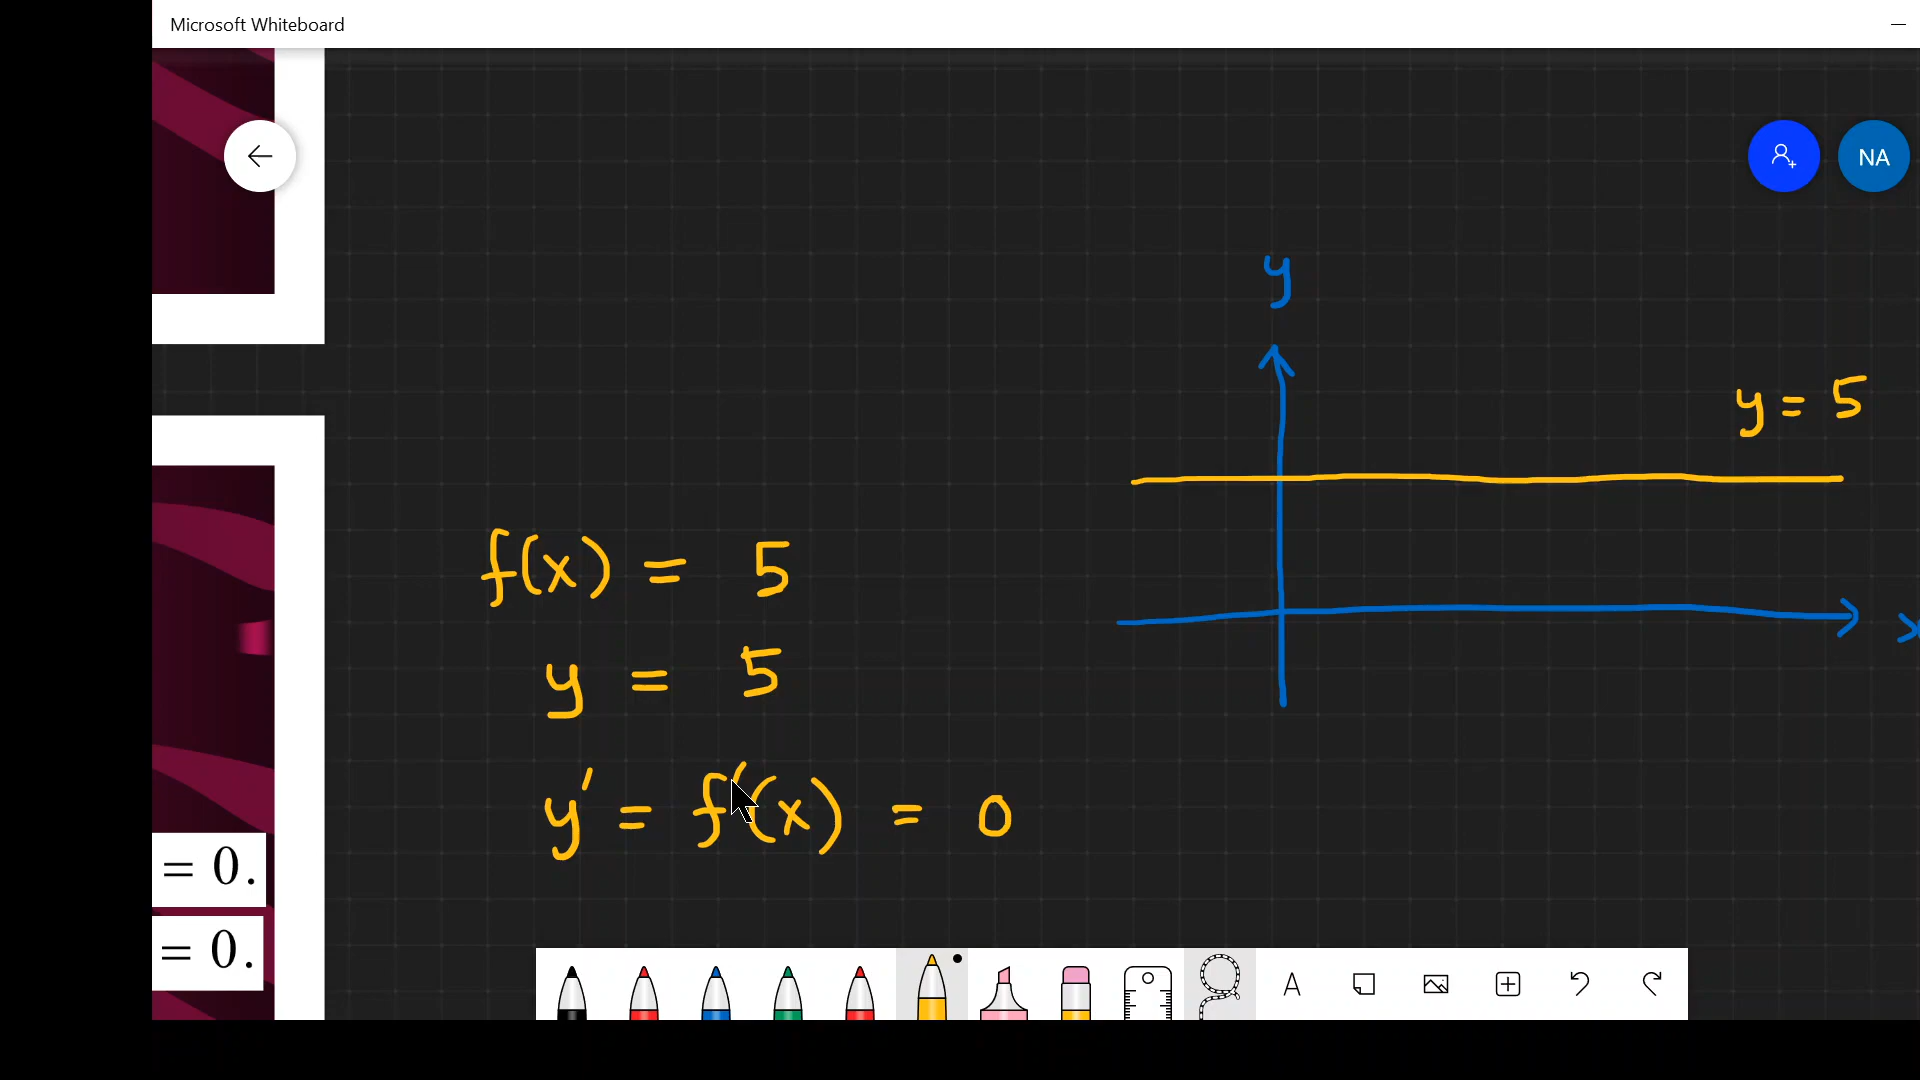 Microsoft Whiteboard
NA
y
y = 5
x
f(x) = 5
y = 5
y' = f'(x) = 0
= 0.
= 0.
A